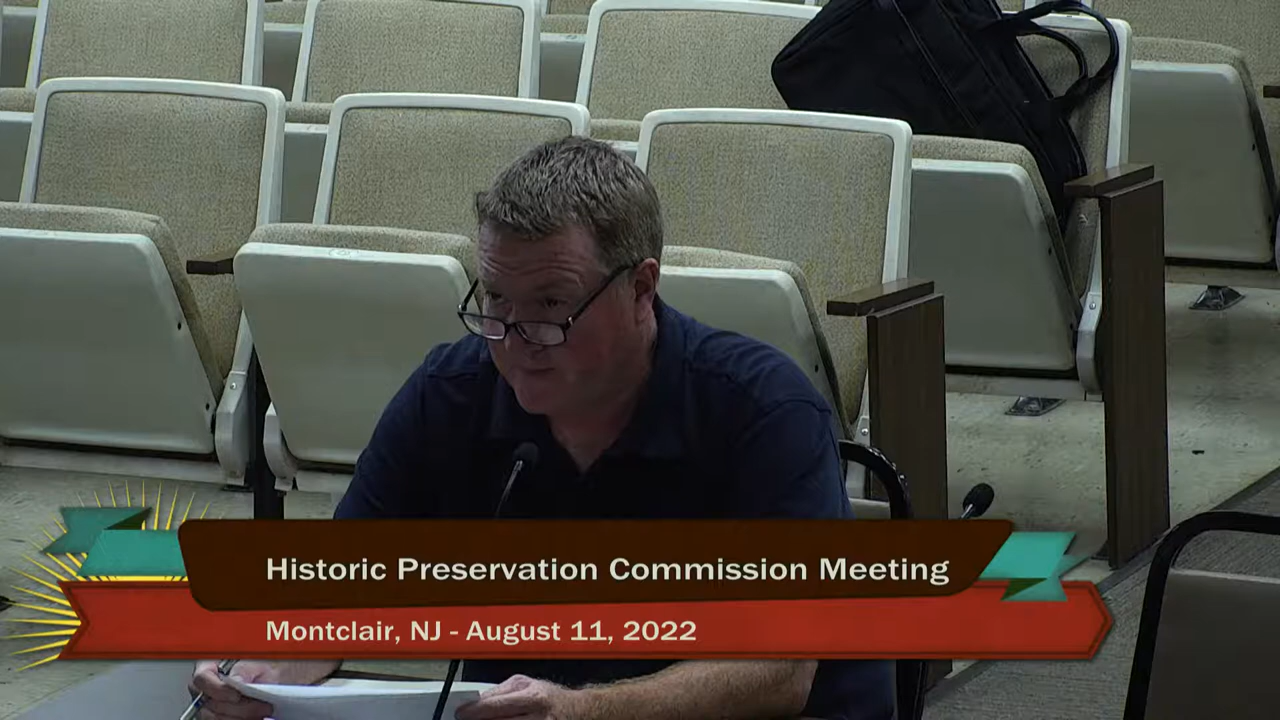 Historic Preservation Commission Meeting
Montclair, NJ - August 11, 2022